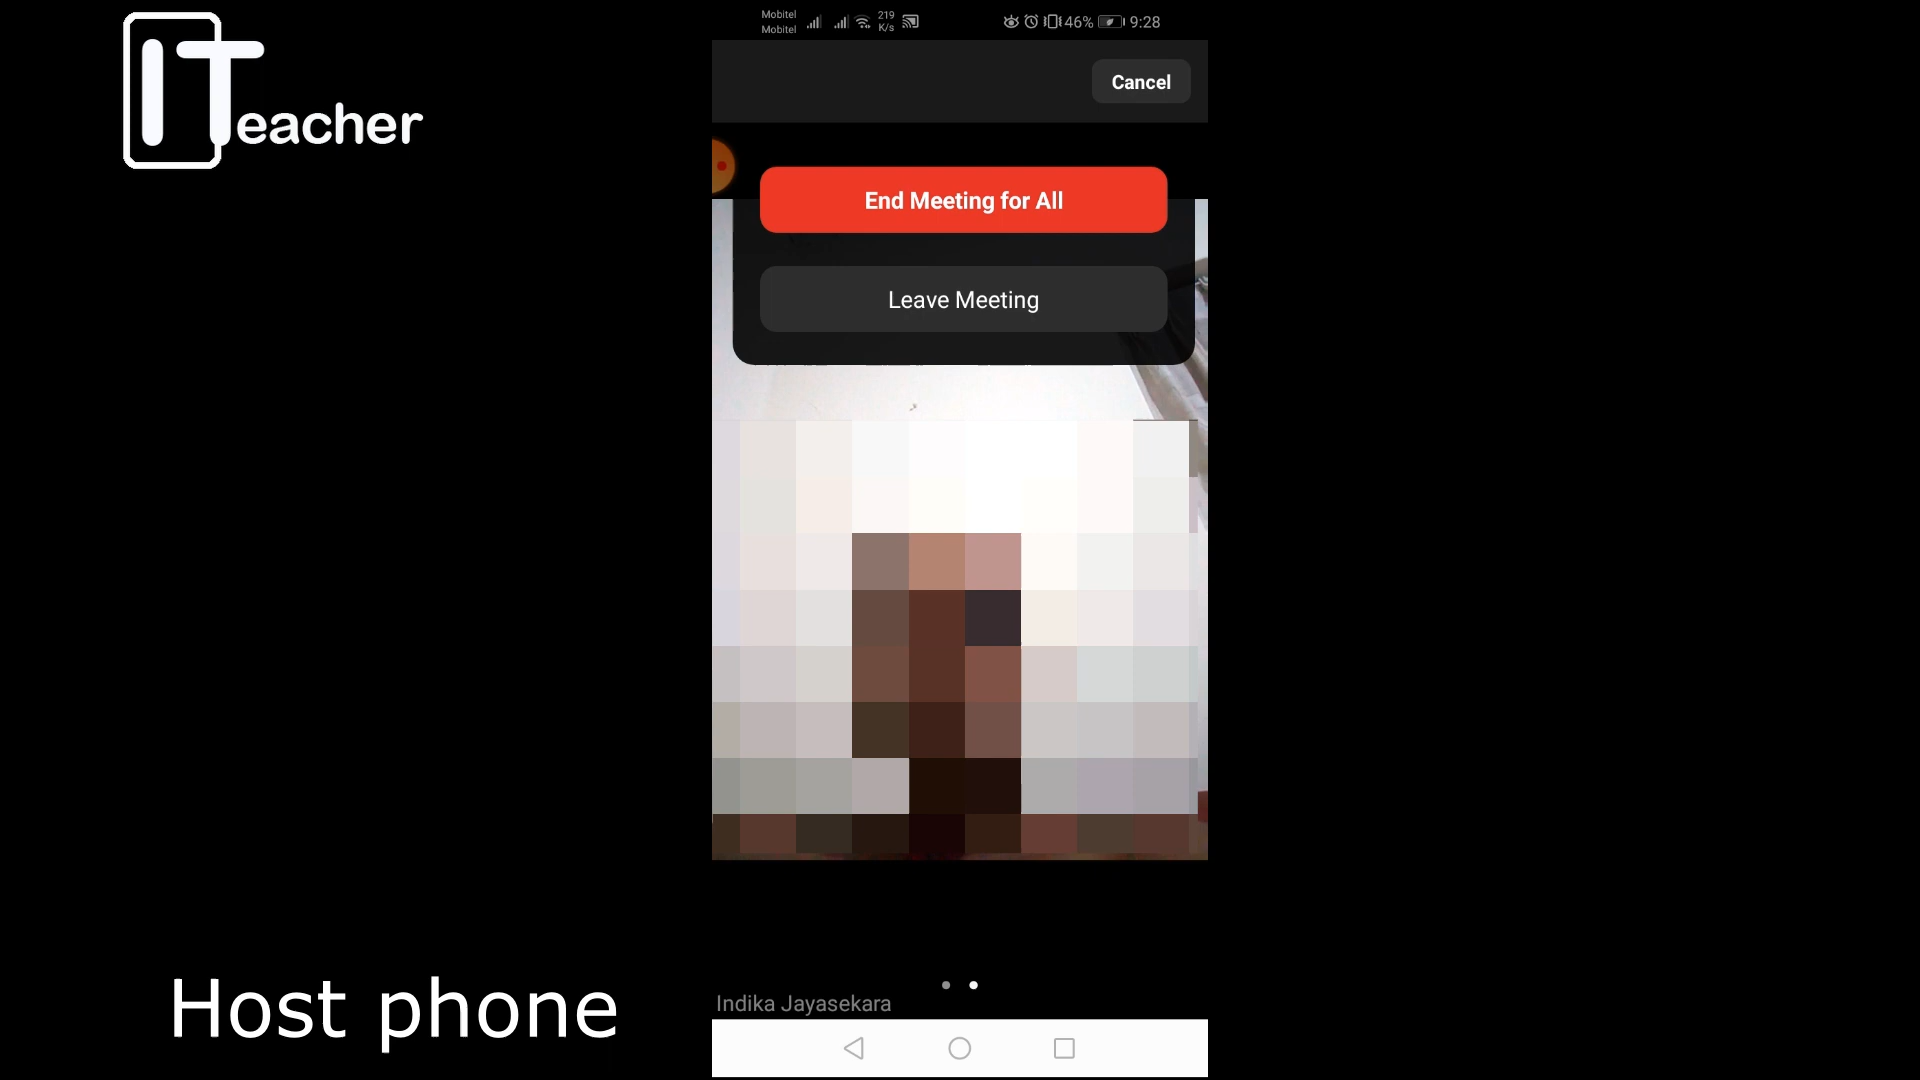 ITeacher
Mobitel
Mobitel
219
K/s
46%
9:28
Cancel
End Meeting for All
Leave Meeting
Indika Jayasekara
Host phone